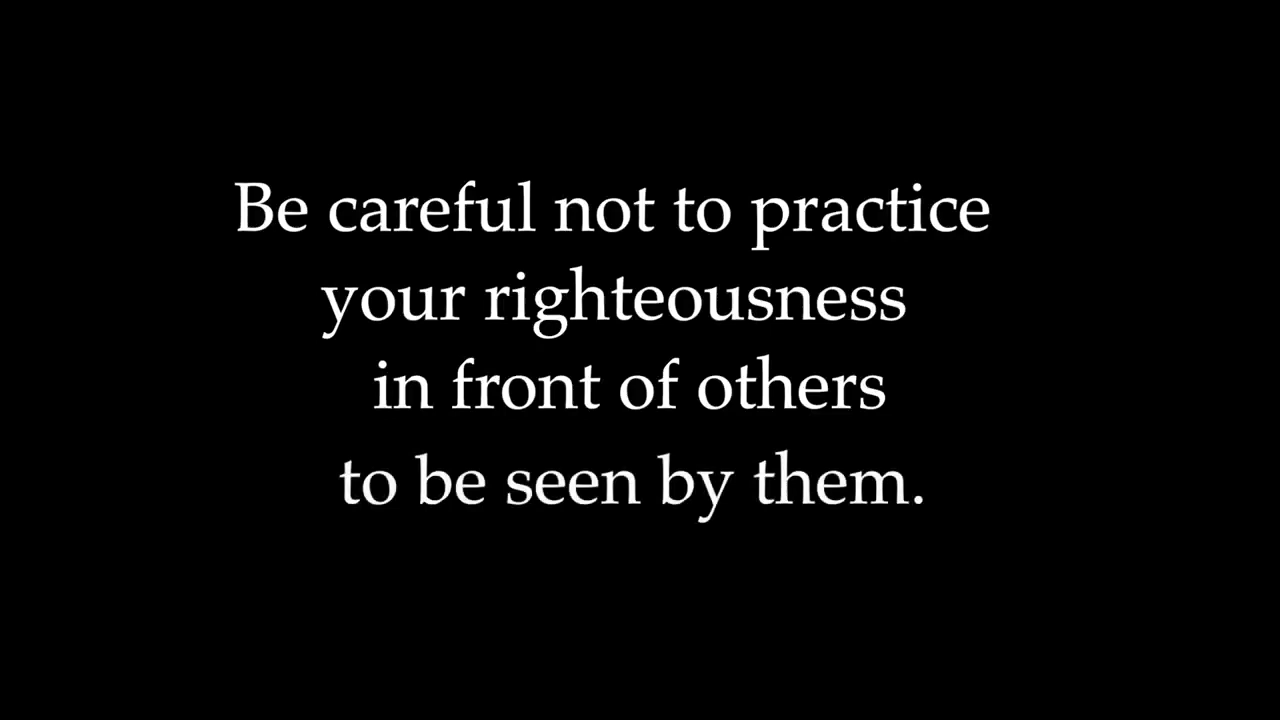 Be careful not to practice
your righteousness
in front of others
to be seen by them.